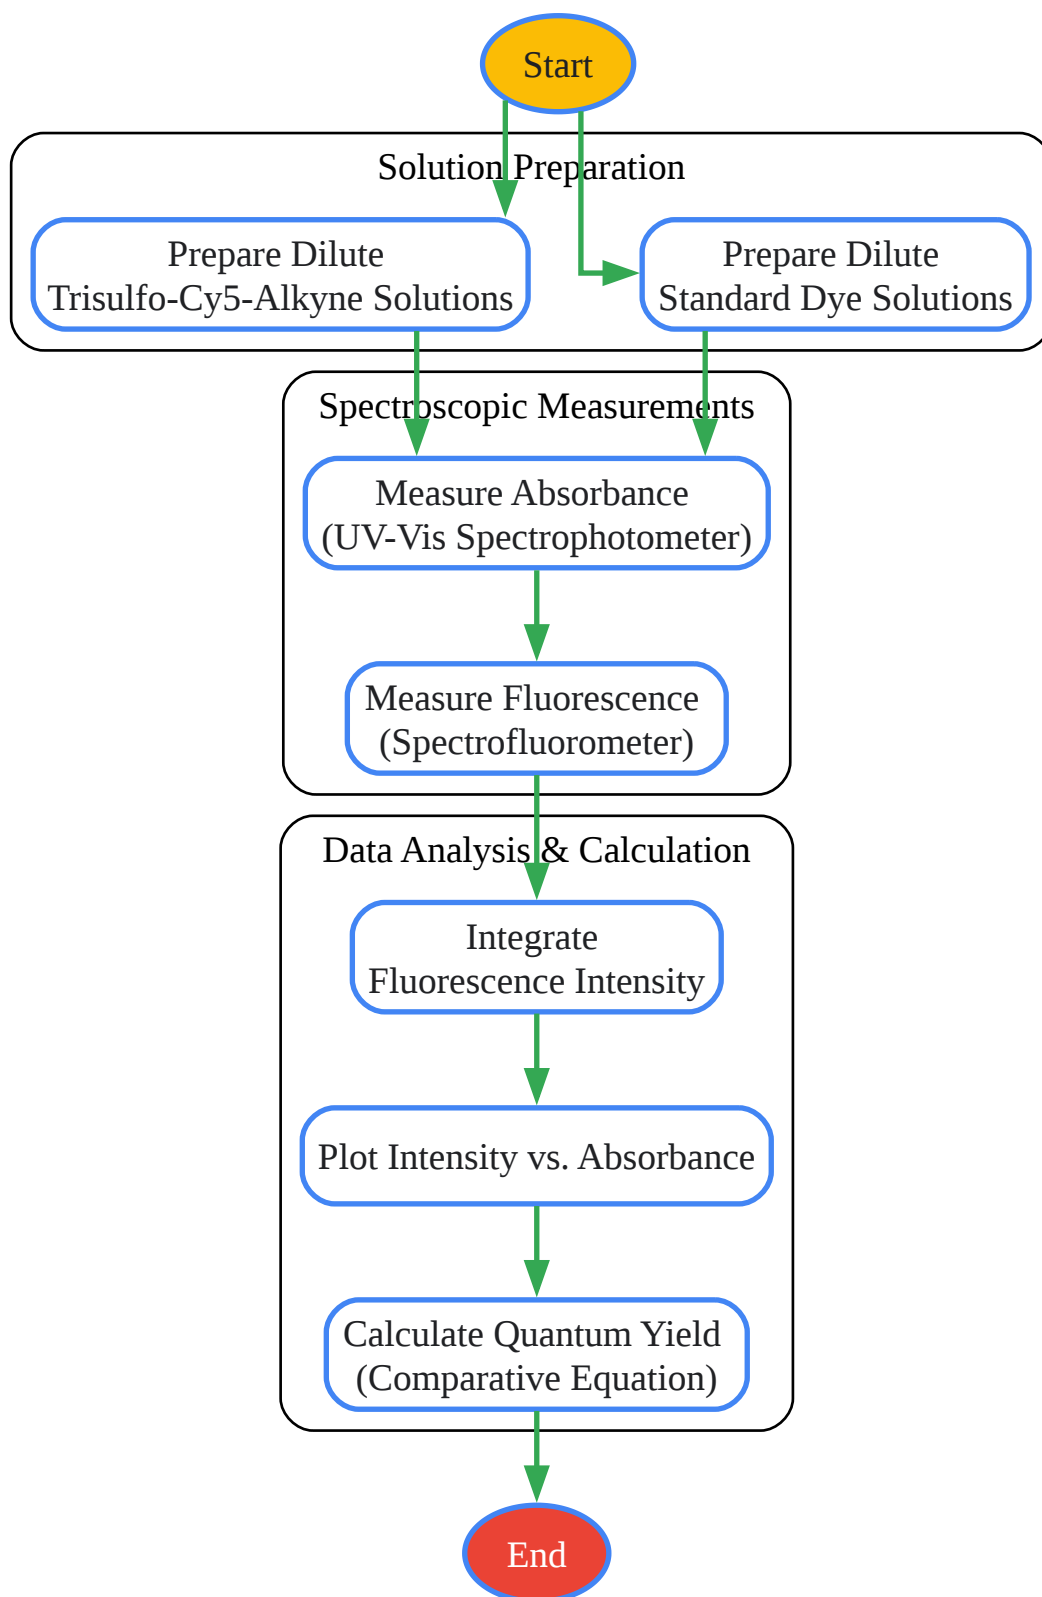 Start
Solution Preparation
Prepare Dilute
Trisulfo-Cy5-Alkyne Solutions
Prepare Dilute
Standard Dye Solutions
Spectroscopic Measurements
Measure Absorbance
(UV-Vis Spectrophotometer)
Measure Fluorescence
(Spectrofluorometer)
Data Analysis & Calculation
Integrate
Fluorescence Intensity
Plot Intensity vs. Absorbance
Calculate Quantum Yield
(Comparative Equation)
End